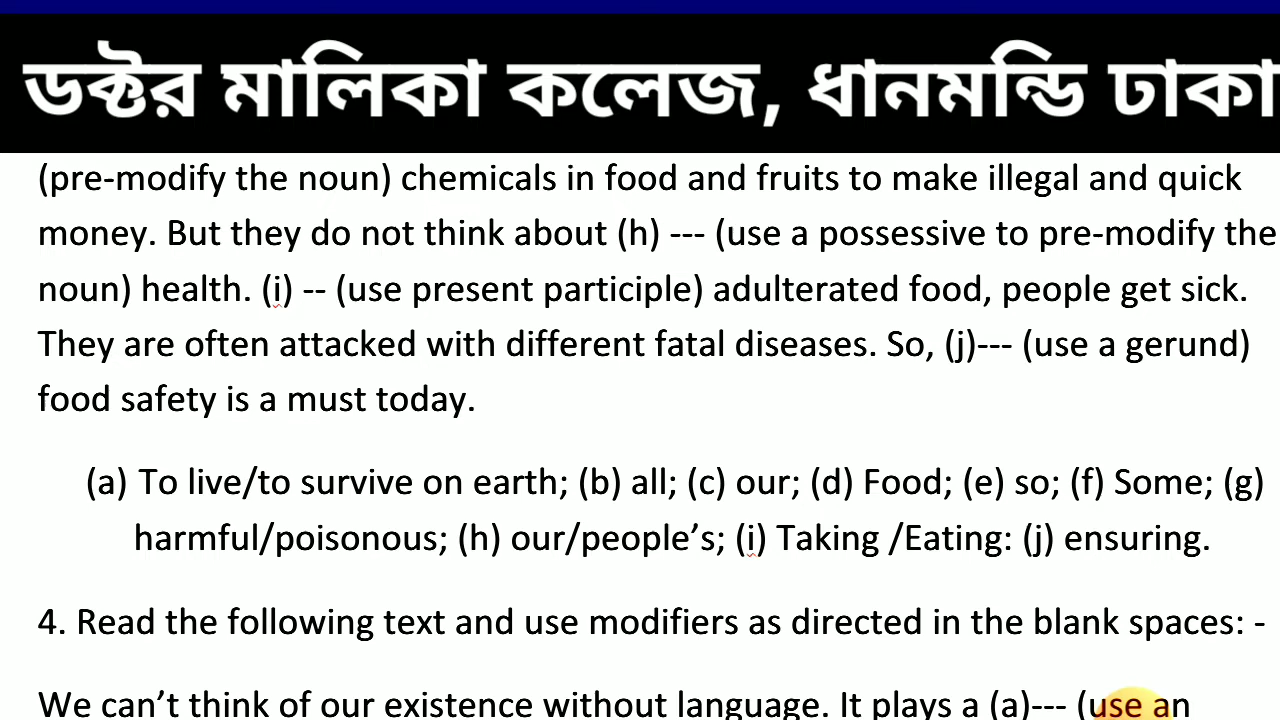 ডক্টর মালিকা কলেজ, ধানমন্ডি ঢাকা
(pre-modify the noun) chemicals in food and fruits to make illegal and quick
money. But they do not think about (h) --- (use a possessive to pre-modify the
noun) health. (i) -- (use present participle) adulterated food, people get sick.
They are often attacked with different fatal diseases. So, (j)--- (use a gerund)
food safety is a must today.
(a) To live/to survive on earth; (b) all; (c) our; (d) Food; (e) so; (f) Some; (g)
harmful/poisonous; (h) our/people’s; (i) Taking /Eating: (j) ensuring.
4. Read the following text and use modifiers as directed in the blank spaces: -
We can’t think of our existence without language. It plays a (a)--- (use an